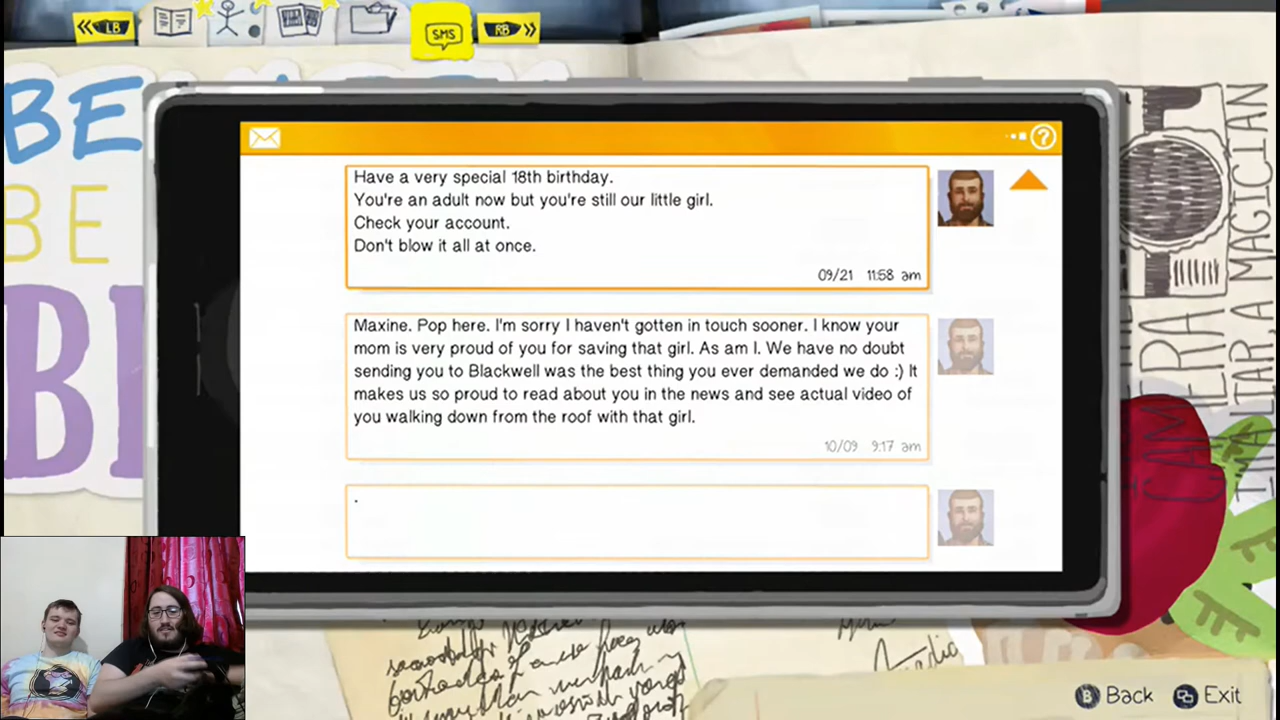 LB
SMS
RB
BE
BE
?
Have a very special 18th birthday.
You're an adult now but you're still our little girl.
Check your account.
Don't blow it all at once.
09/21 11:58 am
Maxine. Pop here. I'm sorry I haven't gotten in touch sooner. I know your
mom is very proud of you for saving that girl. As am I. We have no doubt
sending you to Blackwell was the best thing you ever demanded we do :) It
makes us so proud to read about you in the news and see actual video of
you walking down from the roof with that girl.
10/09 9:17 am
.
MAGICIAN
B Back
Exit